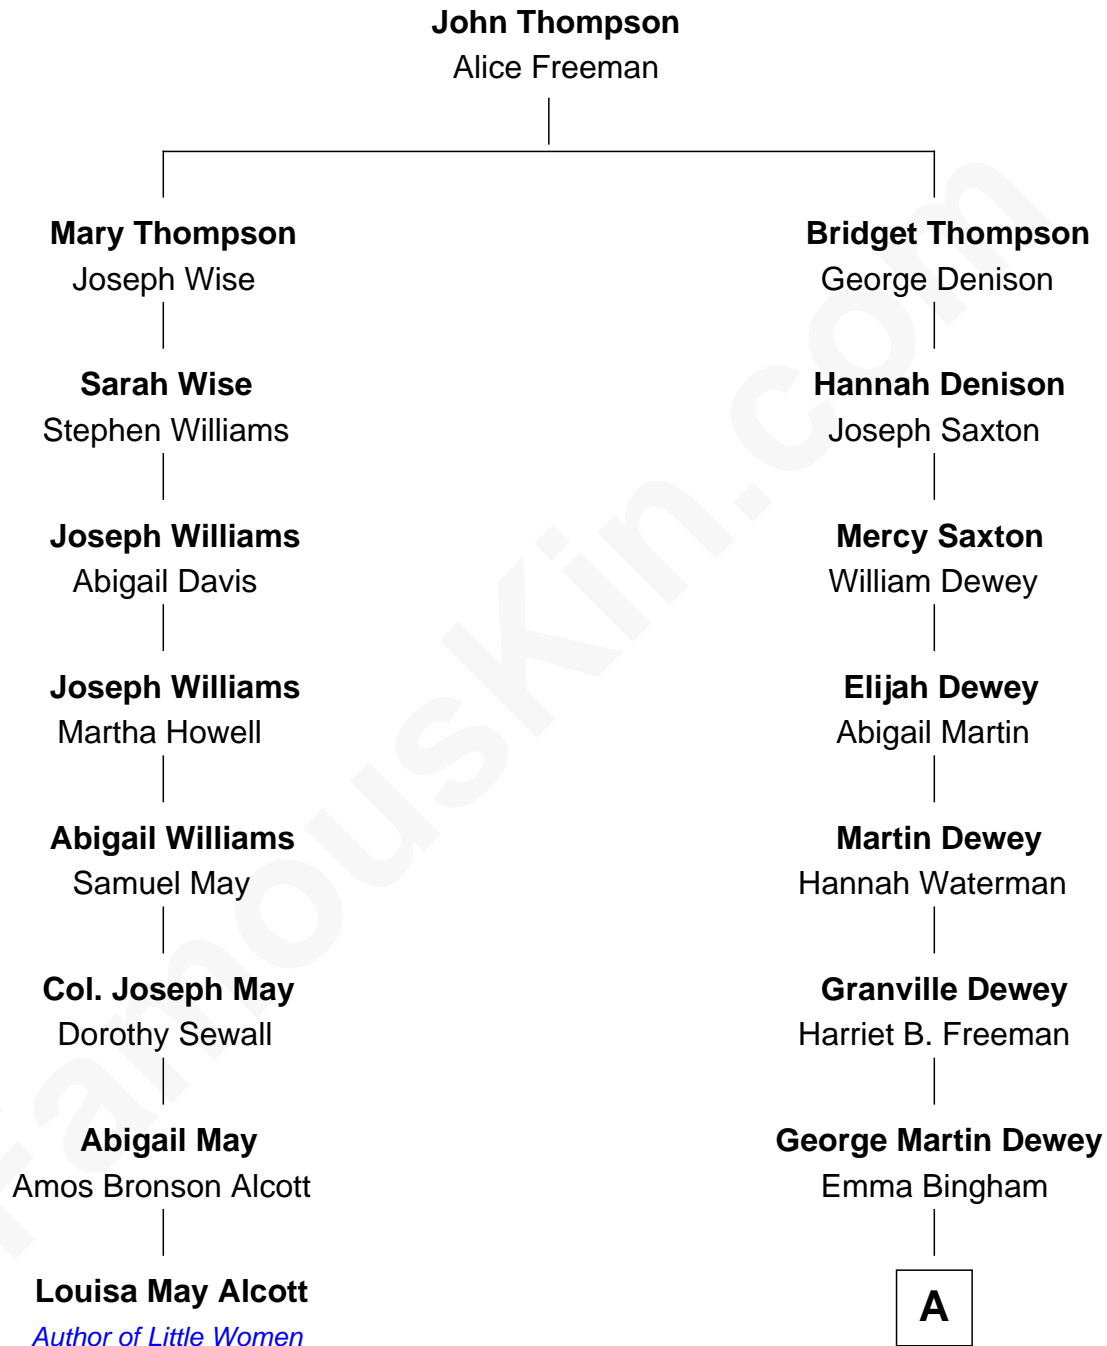 John Thompson
Alice Freeman
Mary Thompson
Joseph Wise
Bridget Thompson
George Denison
Sarah Wise
Stephen Williams
Hannah Denison
Joseph Saxton
Joseph Williams
Abigail Davis
Mercy Saxton
William Dewey
Joseph Williams
Martha Howell
Elijah Dewey
Abigail Martin
Abigail Williams
Samuel May
Martin Dewey
Hannah Waterman
Col. Joseph May
Dorothy Sewall
Granville Dewey
Harriet B. Freeman
Abigail May
Amos Bronson Alcott
George Martin Dewey
Emma Bingham
Louisa May Alcott
Author of Little Women
A
FamousKin.com